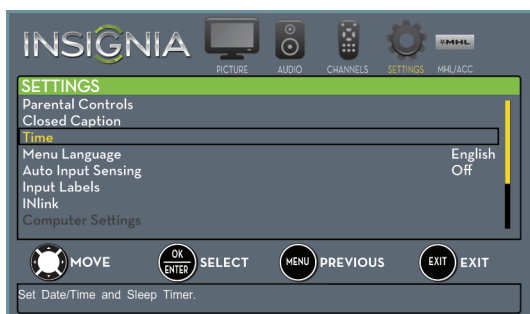 INSIGNIA
PICTURE AUDIO CHANNELS SETTINGS MHL/ACC
MHL
SETTINGS
Parental Controls
Closed Caption
Time
Menu Language English
Auto Input Sensing Off
Input Labels
INlink
Computer Settings
MOVE OK ENTER SELECT MENU PREVIOUS EXIT EXIT
Set Date/Time and Sleep Timer.